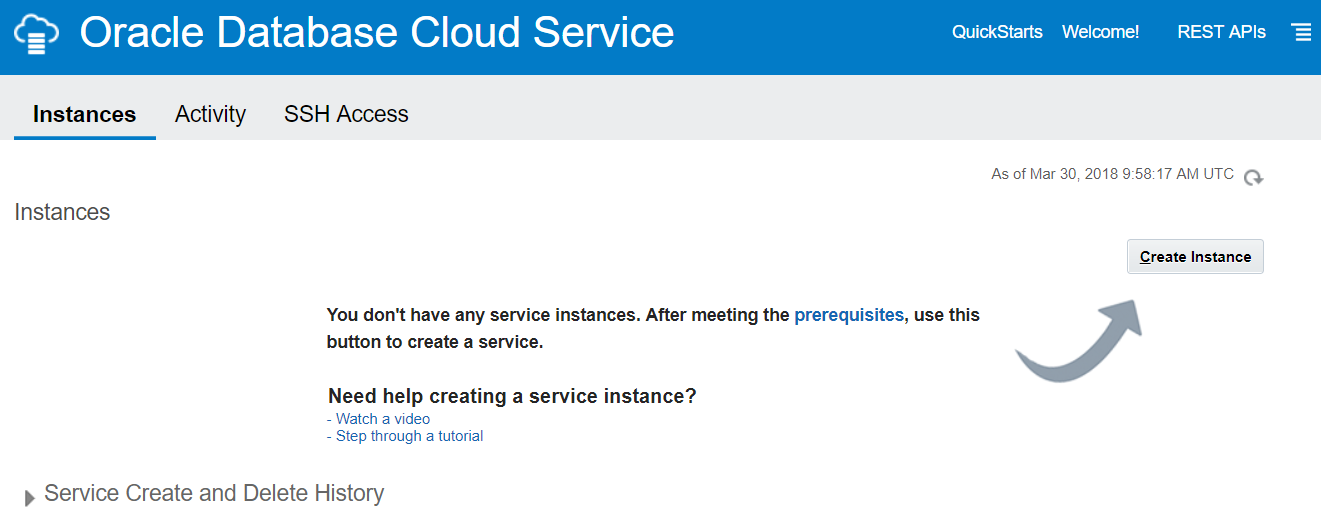 Oracle Database Cloud Service
QuickStarts Welcome! REST APIs
Instances Activity SSH Access
As of Mar 30, 2018 9:58:17 AM UTC
Instances
Create Instance
You don't have any service instances. After meeting the prerequisites, use this
button to create a service.
Need help creating a service instance?
- Watch a video
- Step through a tutorial
Service Create and Delete History